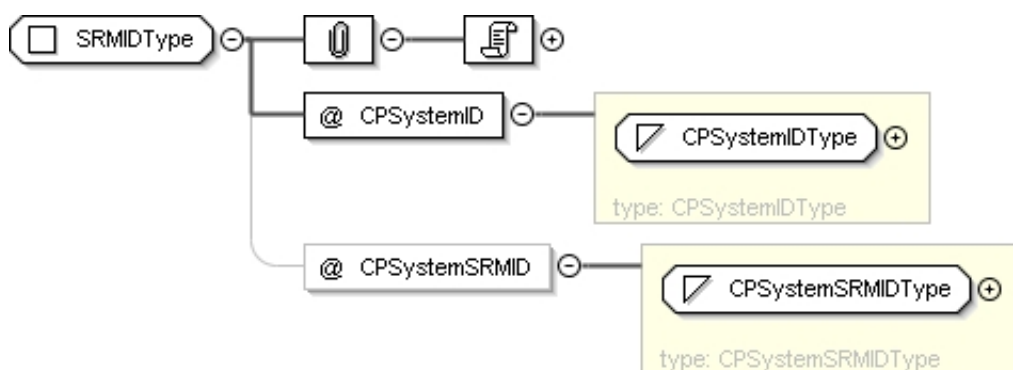 SRMIDType
@ CPSystemID
CPSystemIDType
type: CPSystemIDType
@ CPSystemSRMID
CPSystemSRMIDType
type: CPSystemSRMIDType